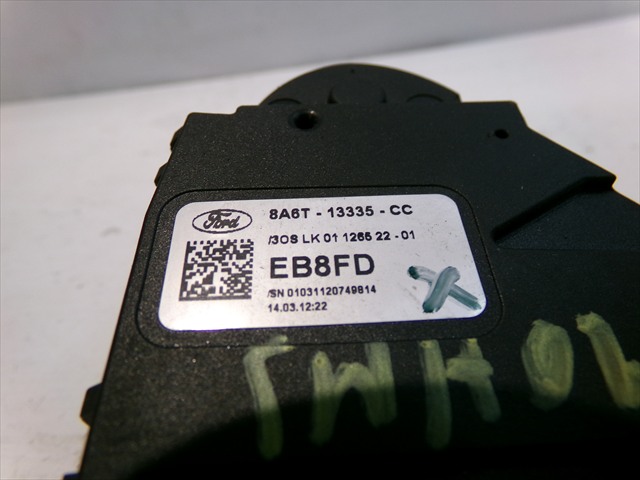 Ford
8A6T - 13335 - CC
/3OS LK 01 1265 22 - 01
EB8FD
/SN 01031120749814
14.03.12:22